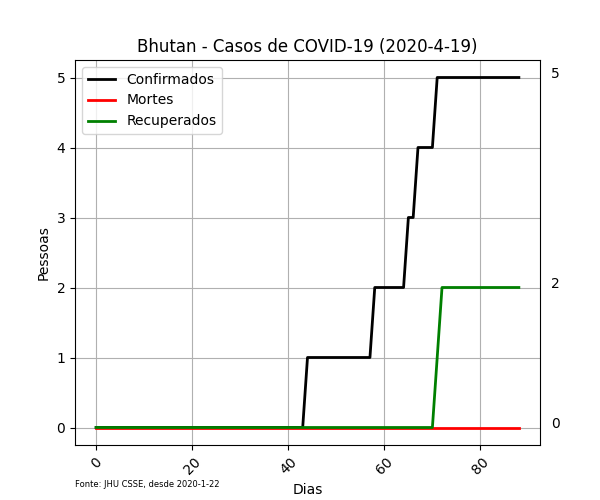 Bhutan - Casos de COVID-19 (2020-4-19)
Confirmados
Mortes
Recuperados
5
4
3
2
1
0
Pessoas
5
2
0
0
20
40
60
80
Dias
Fonte: JHU CSSE, desde 2020-1-22